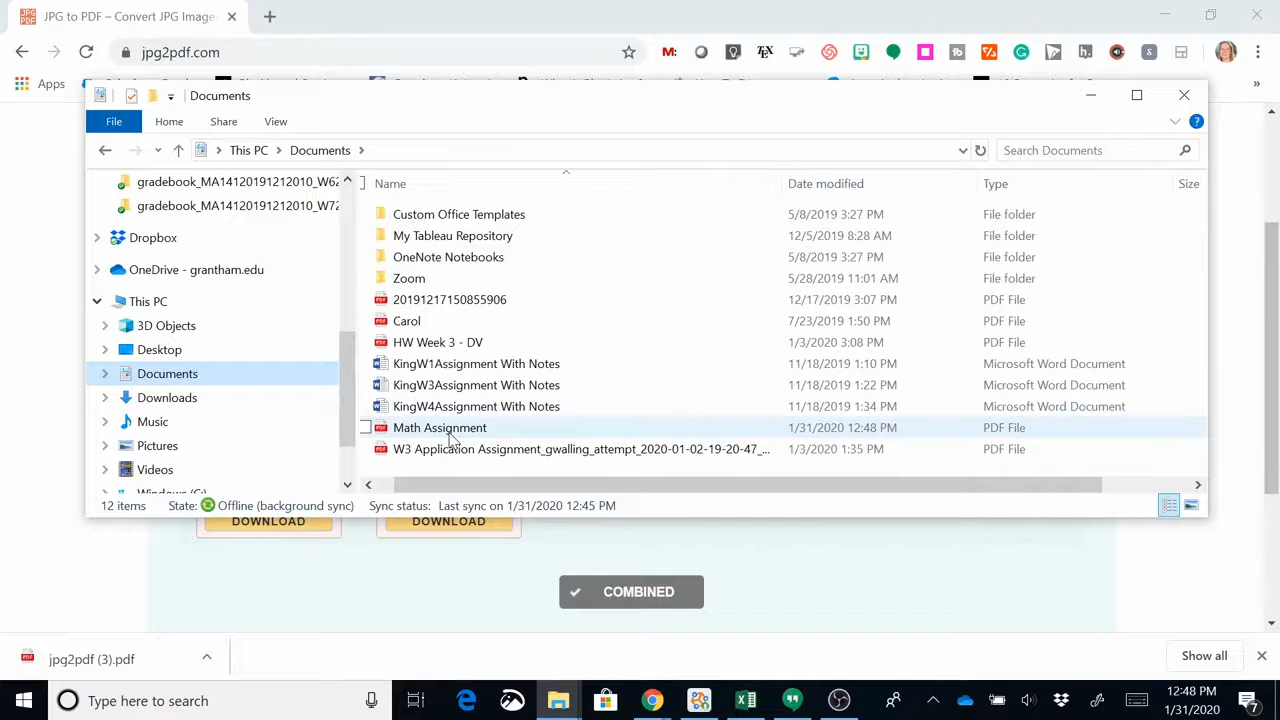 JPG to PDF – Convert JPG Image
jpg2pdf.com
Apps
Documents
File Home Share View
This PC Documents
Search Documents
Name Date modified Type Size
gradebook_MA14120191212010_W62
gradebook_MA14120191212010_W72
Dropbox
OneDrive - grantham.edu
This PC
3D Objects
Desktop
Documents
Downloads
Music
Pictures
Videos
Custom Office Templates 5/8/2019 3:27 PM File folder
My Tableau Repository 12/5/2019 8:28 AM File folder
OneNote Notebooks 5/8/2019 3:27 PM File folder
Zoom 5/28/2019 11:01 AM File folder
20191217150855906 12/17/2019 3:07 PM PDF File
Carol 7/23/2019 1:50 PM PDF File
HW Week 3 - DV 1/3/2020 3:08 PM PDF File
KingW1Assignment With Notes 11/18/2019 1:10 PM Microsoft Word Document
KingW3Assignment With Notes 11/18/2019 1:22 PM Microsoft Word Document
KingW4Assignment With Notes 11/18/2019 1:34 PM Microsoft Word Document
Math Assignment 1/31/2020 12:48 PM PDF File
W3 Application Assignment_gwalling_attempt_2020-01-02-19-20-47_... 1/3/2020 1:35 PM PDF File
12 items State: Offline (background sync) Sync status: Last sync on 1/31/2020 12:45 PM
DOWNLOAD DOWNLOAD
COMBINED
jpg2pdf (3).pdf
Show all
Type here to search
12:48 PM
1/31/2020
7